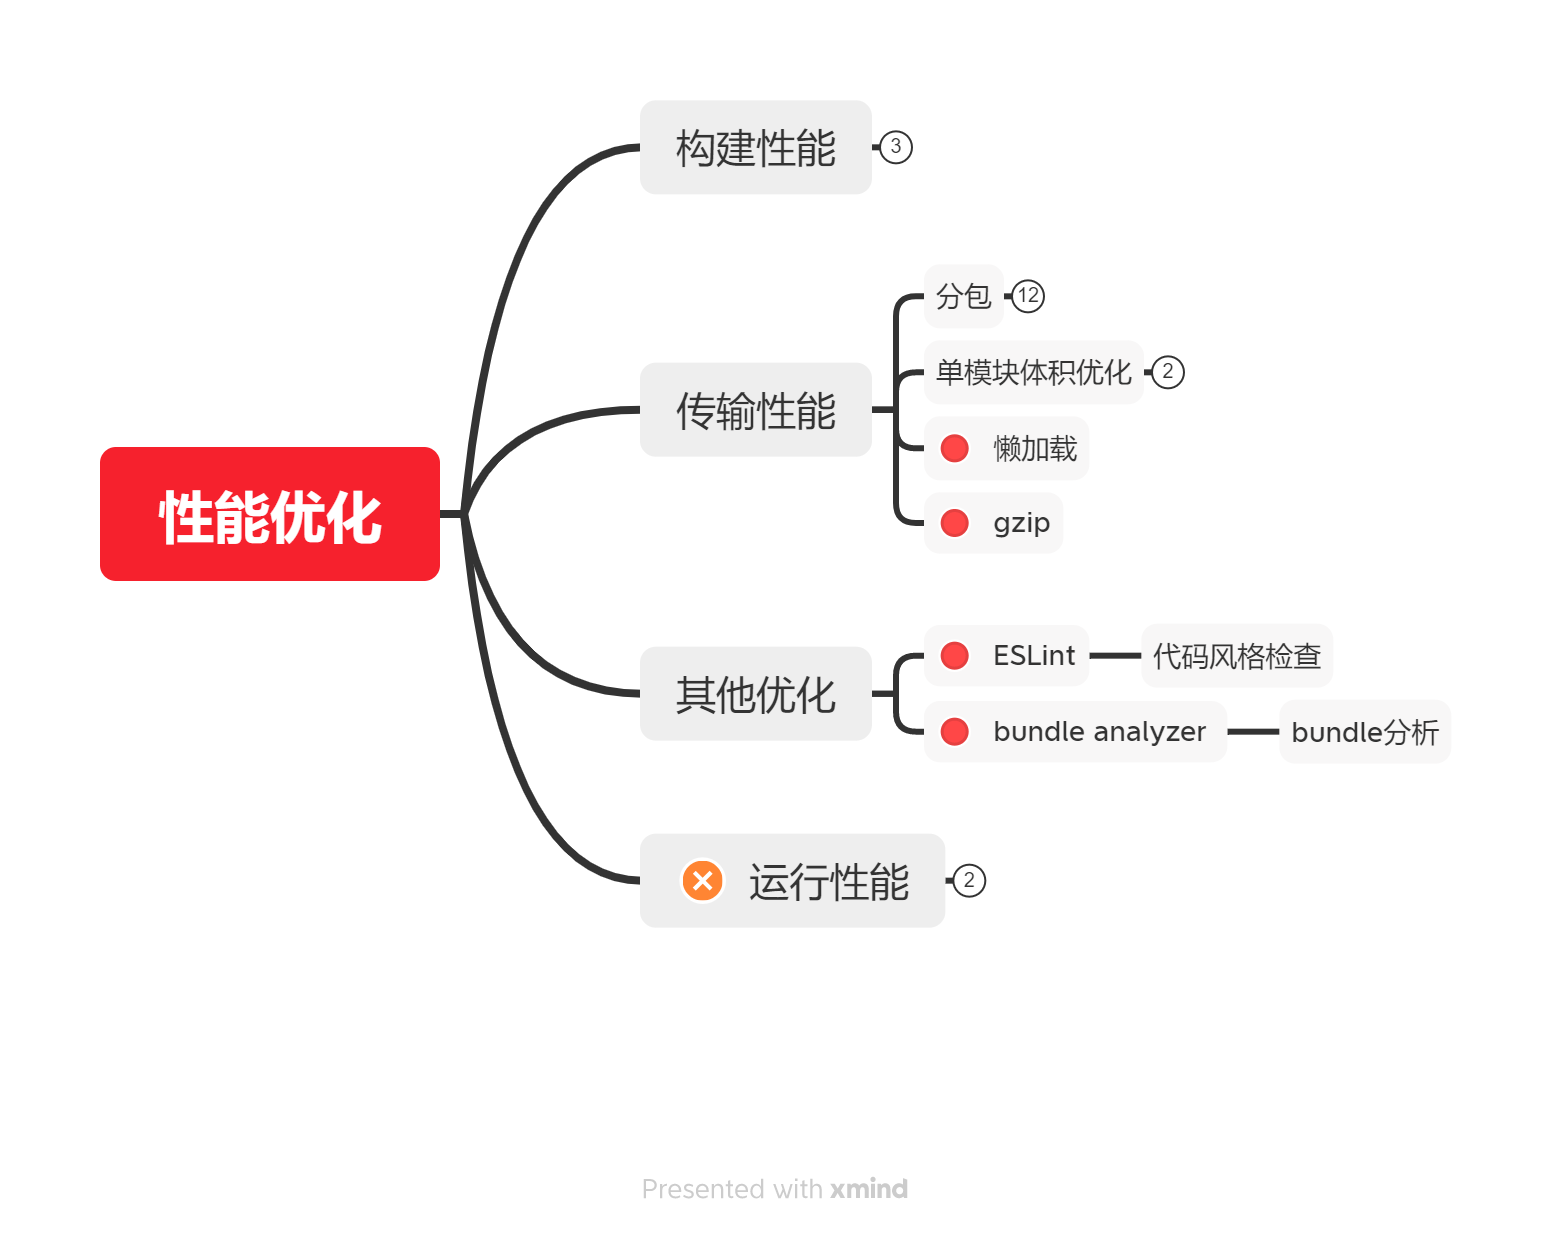 性能优化
构建性能
3
传输性能
分包
12
单模块体积优化
2
懒加载
gzip
其他优化
ESLint
代码风格检查
bundle analyzer
bundle分析
运行性能
2
Presented with xmind